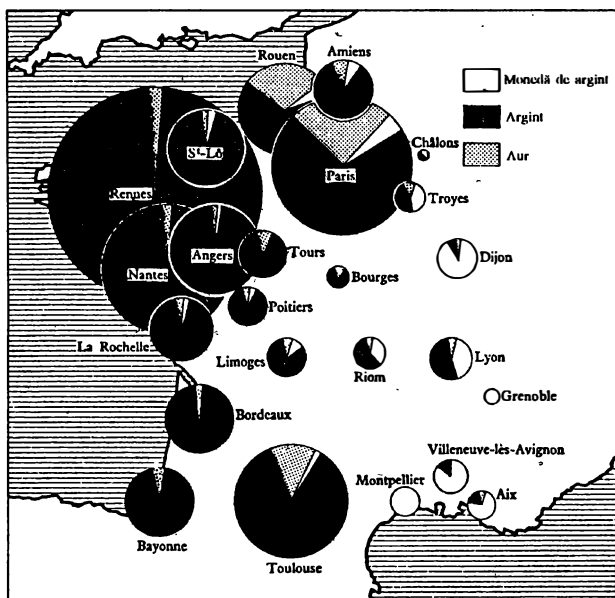 Rouen
Amiens
Monedă de argint
Argint
Aur
St-Lô
Châlons
Paris
Rennes
Troyes
Angers
Tours
Dijon
Nantes
Bourges
Poitiers
La Rochelle
Limoges
Riom
Lyon
Grenoble
Bordeaux
Villeneuve-lès-Avignon
Montpellier
Aix
Bayonne
Toulouse